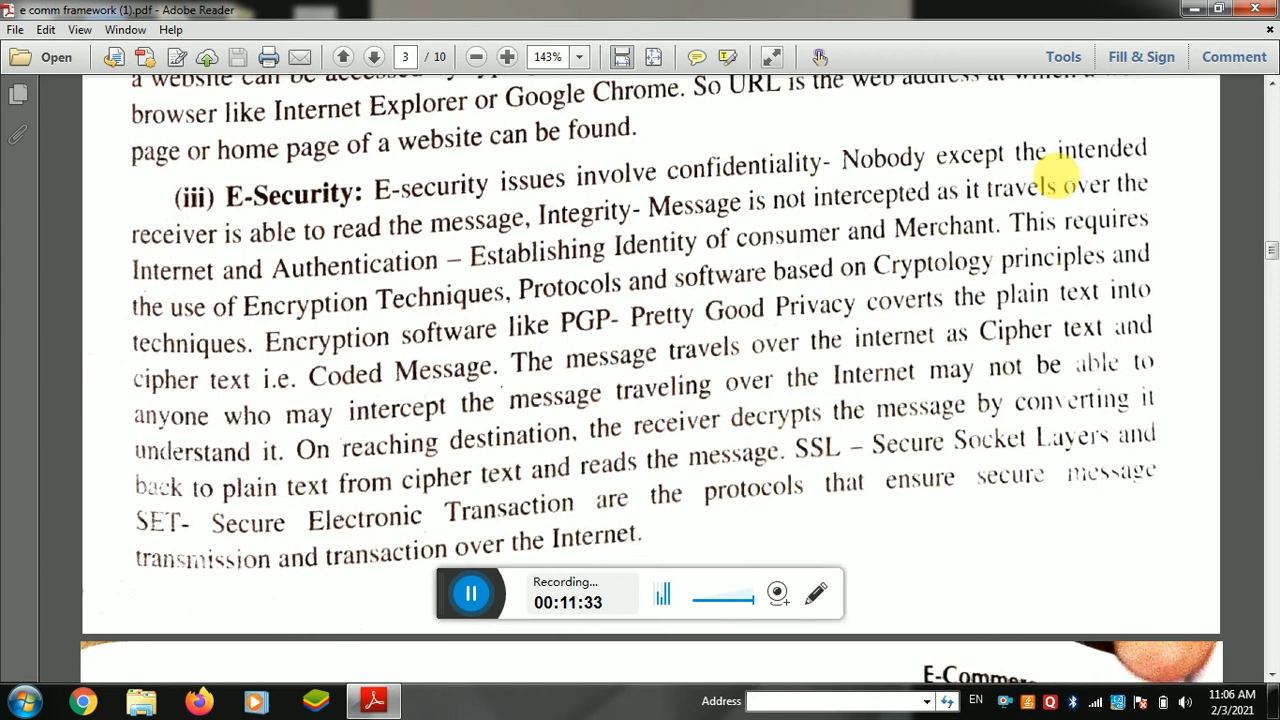 e comm framework (1).pdf - Adobe Reader
File Edit View Window Help
Open 3 / 10 143% Tools Fill & Sign Comment
a website can be
browser like Internet Explorer or Google Chrome. So URL is the web address at which a
page or home page of a website can be found.
(iii) E-Security: E-security issues involve confidentiality- Nobody except the intended
receiver is able to read the message, Integrity- Message is not intercepted as it travels over the
Internet and Authentication – Establishing Identity of consumer and Merchant. This requires
the use of Encryption Techniques, Protocols and software based on Cryptology principles and
techniques. Encryption software like PGP- Pretty Good Privacy coverts the plain text into
cipher text i.e. Coded Message. The message travels over the internet as Cipher text and
anyone who may intercept the message traveling over the Internet may not be able to
understand it. On reaching destination, the receiver decrypts the message by converting it
back to plain text from cipher text and reads the message. SSL – Secure Socket Layers and
SET- Secure Electronic Transaction are the protocols that ensure secure message
transmission and transaction over the Internet.
Recording...
00:11:33
E-Comme
Address EN 11:06 AM
2/3/2021